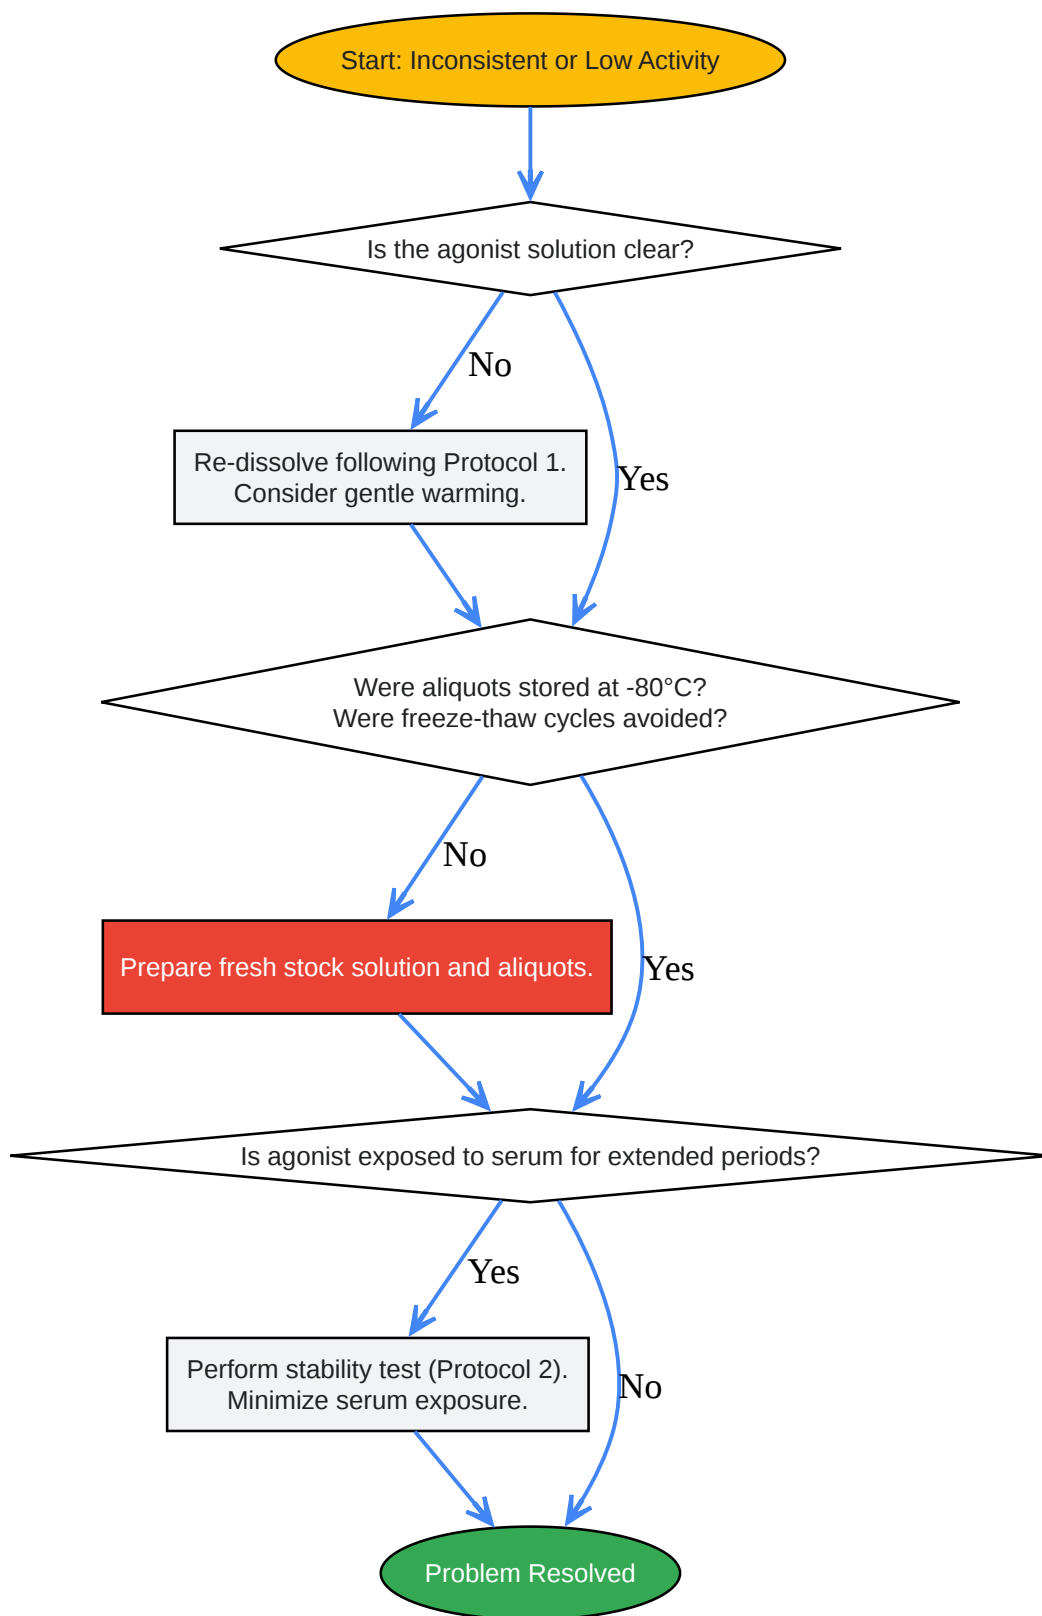 Start: Inconsistent or Low Activity
Is the agonist solution clear?
No
Re-dissolve following Protocol 1.
Consider gentle warming.
Yes
Were aliquots stored at -80°C?
Were freeze-thaw cycles avoided?
No
Prepare fresh stock solution and aliquots.
Yes
Is agonist exposed to serum for extended periods?
Yes
Perform stability test (Protocol 2).
Minimize serum exposure.
No
Problem Resolved